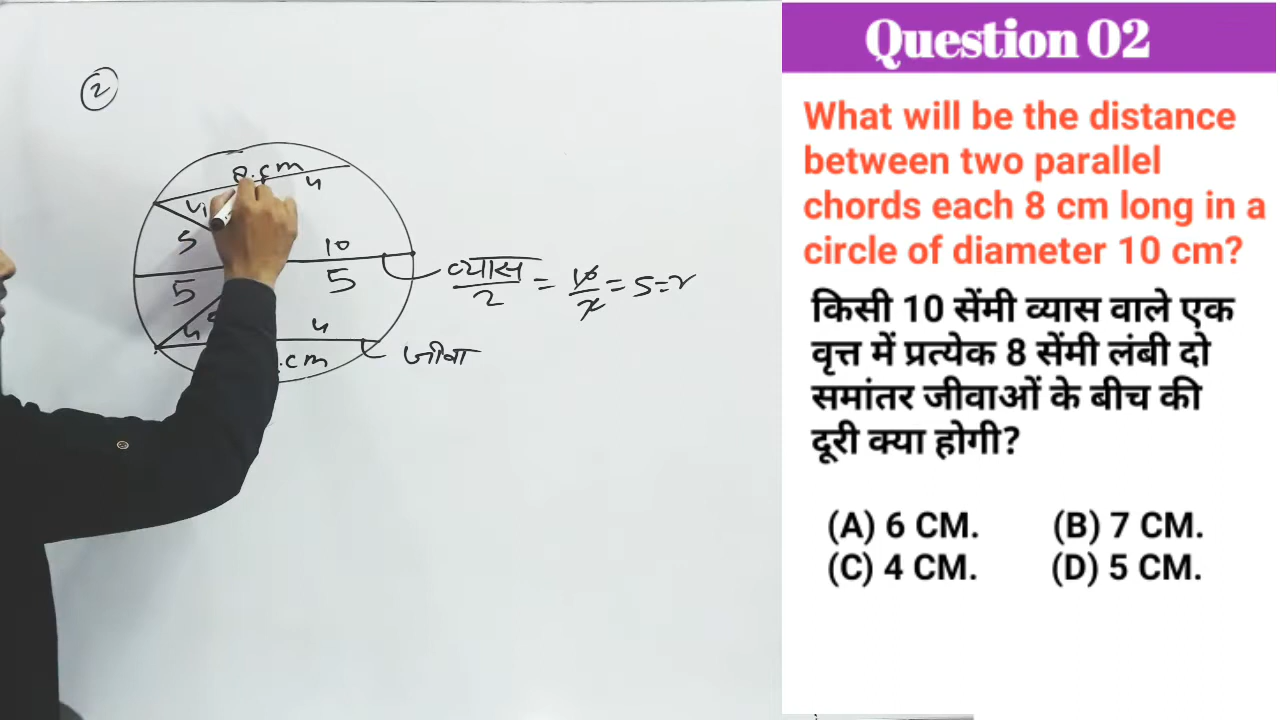 2
8.cm
4
4
5
10
5
5
4
4
.cm
व्यास/2 = 10/2 = 5 = r
जीवा
Question 02
What will be the distance
between two parallel
chords each 8 cm long in a
circle of diameter 10 cm?
किसी 10 सेंमी व्यास वाले एक
वृत्त में प्रत्येक 8 सेंमी लंबी दो
समांतर जीवाओं के बीच की
दूरी क्या होगी?
(A) 6 CM. (B) 7 CM.
(C) 4 CM. (D) 5 CM.